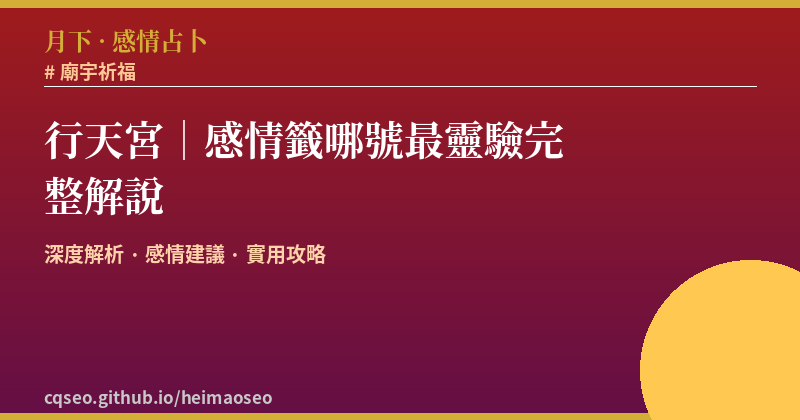 月下 · 感情占卜
# 廟宇祈福
行天宮｜感情籤哪號最靈驗完
整解說
深度解析 · 感情建議 · 實用攻略
cqseo.github.io/heimaoseo